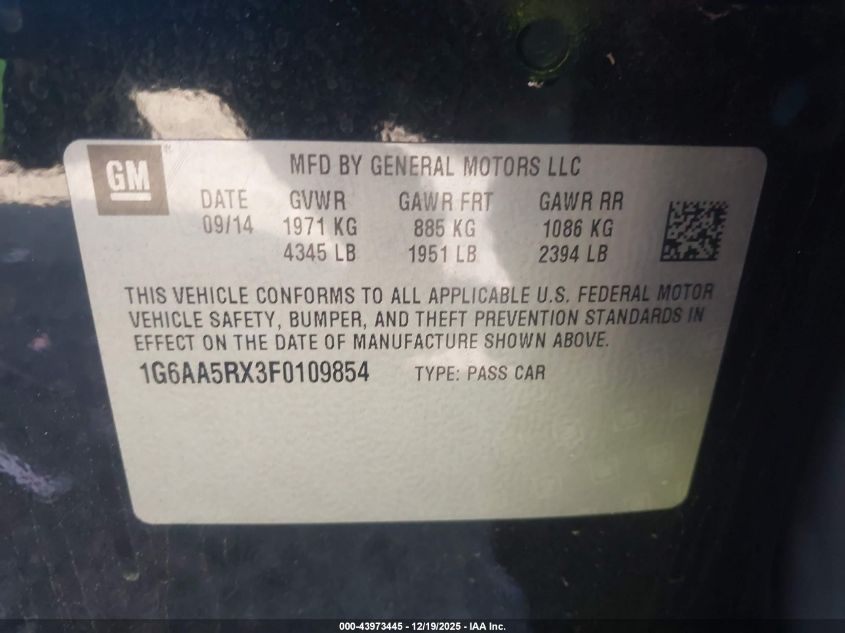 GM ®
MFD BY GENERAL MOTORS LLC
DATE GVWR GAWR FRT GAWR RR
09/14 1971 KG 885 KG 1086 KG
4345 LB 1951 LB 2394 LB
THIS VEHICLE CONFORMS TO ALL APPLICABLE U.S. FEDERAL MOTOR
VEHICLE SAFETY, BUMPER, AND THEFT PREVENTION STANDARDS IN
EFFECT ON THE DATE OF MANUFACTURE SHOWN ABOVE.
1G6AA5RX3F0109854 TYPE: PASS CAR
000-43973445 - 12/19/2025 - IAA Inc.